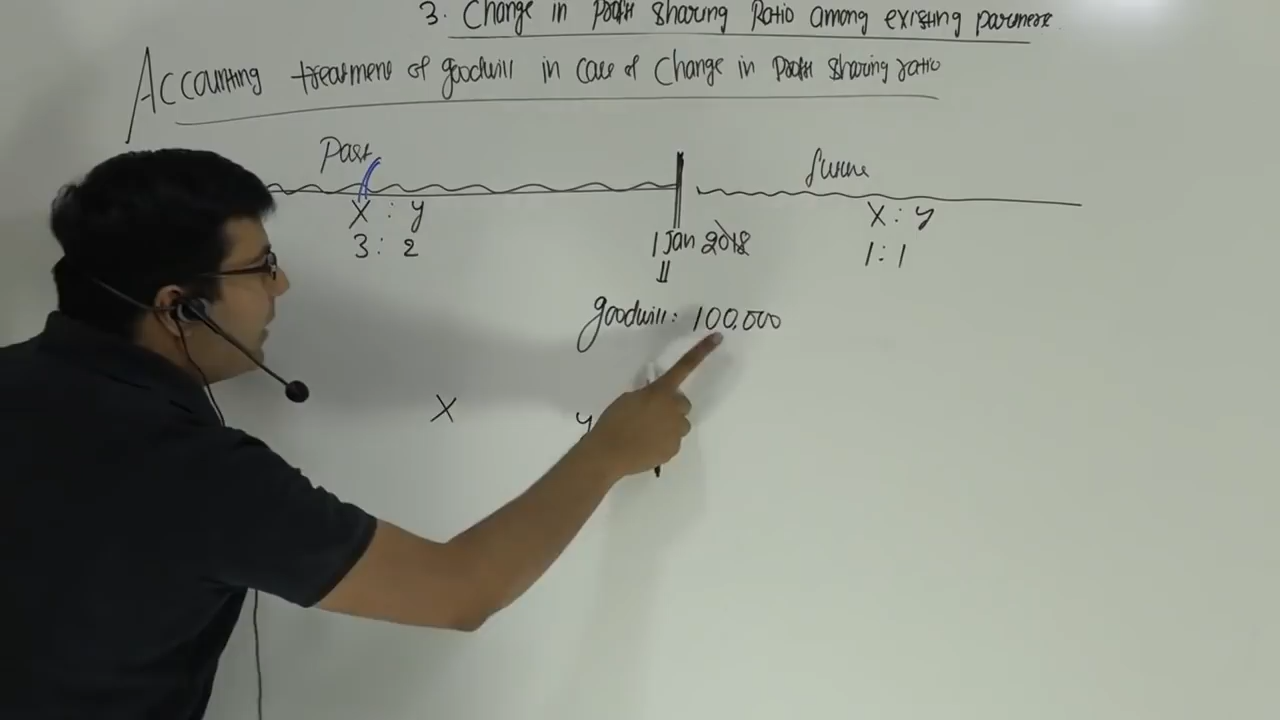 3. Change in Profit Sharing Ratio among existing partners
Accounting treatment of goodwill in case of Change in Profit sharing ratio
Past
future
X : y
3 : 2
1 Jan 2018
X : y
1 : 1
goodwill: 100.000
X
y